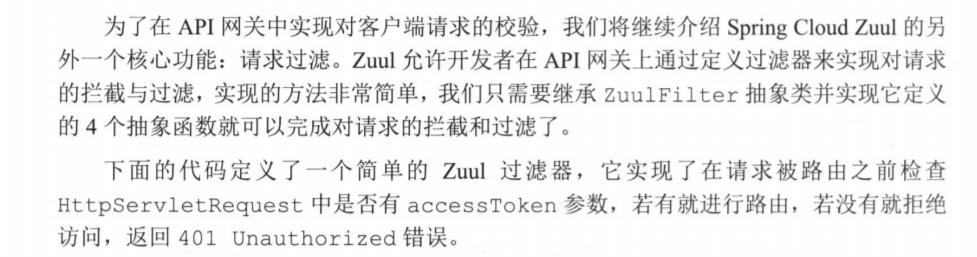 为了在 API 网关中实现对客户端请求的校验，我们将继续介绍 Spring Cloud Zuul 的另
外一个核心功能：请求过滤。Zuul 允许开发者在 API 网关上通过定义过滤器来实现对请求
的拦截与过滤，实现的方法非常简单，我们只需要继承 ZuulFilter 抽象类并实现它定义
的 4 个抽象函数就可以完成对请求的拦截和过滤了。
下面的代码定义了一个简单的 Zuul 过滤器，它实现了在请求被路由之前检查
HttpServletRequest 中是否有 accessToken 参数，若有就进行路由，若没有就拒绝
访问，返回 401 Unauthorized 错误。